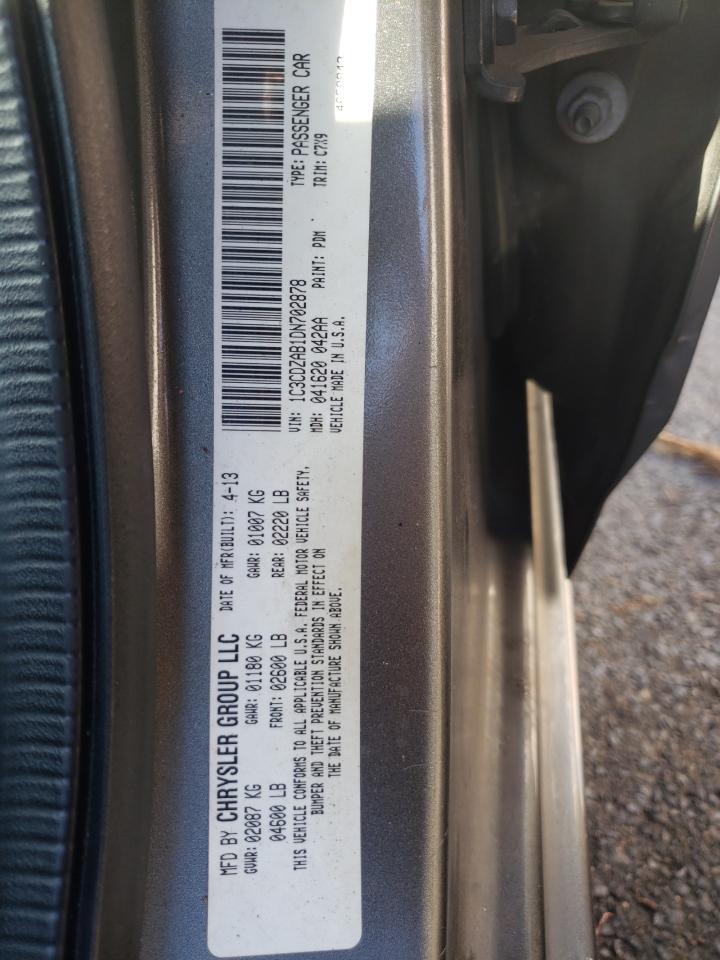 MFD BY CHRYSLER GROUP LLC DATE OF MFR(BUILT): 4-13
GVWR: 02087 KG GAWR: 01180 KG GAWR: 01007 KG
04600 LB FRONT: 02600 LB REAR: 02220 LB
THIS VEHICLE CONFORMS TO ALL APPLICABLE U.S.A. FEDERAL MOTOR VEHICLE SAFETY,
BUMPER AND THEFT PREVENTION STANDARDS IN EFFECT ON
THE DATE OF MANUFACTURE SHOWN ABOVE.
VIN: 1C3CDZAB1DN702878 TYPE: PASSENGER CAR
MDH: 041620 042AA PAINT: PDM TRIM: C7X9
VEHICLE MADE IN U.S.A.